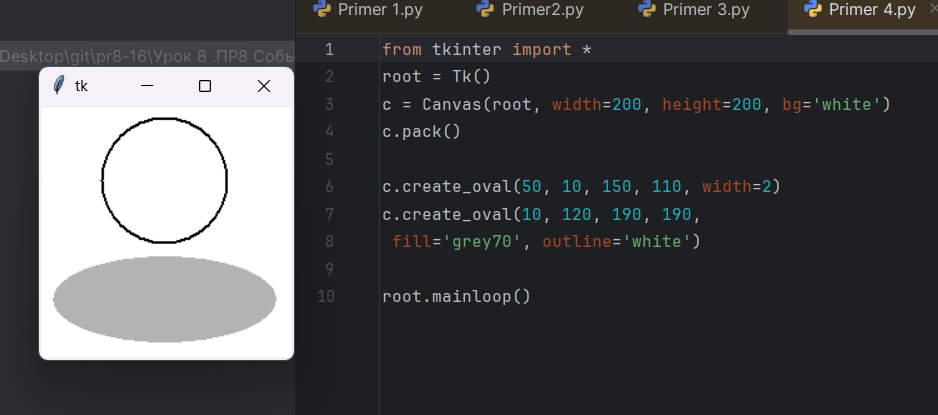 Primer 1.py Primer2.py Primer 3.py Primer 4.py
Desktop\git\pr8-16\Урок 8 .ПР8 Собы
tk
1 from tkinter import *
2 root = Tk()
3 c = Canvas(root, width=200, height=200, bg='white')
4 c.pack()
5
6 c.create_oval(50, 10, 150, 110, width=2)
7 c.create_oval(10, 120, 190, 190,
8 fill='grey70', outline='white')
9
10 root.mainloop()